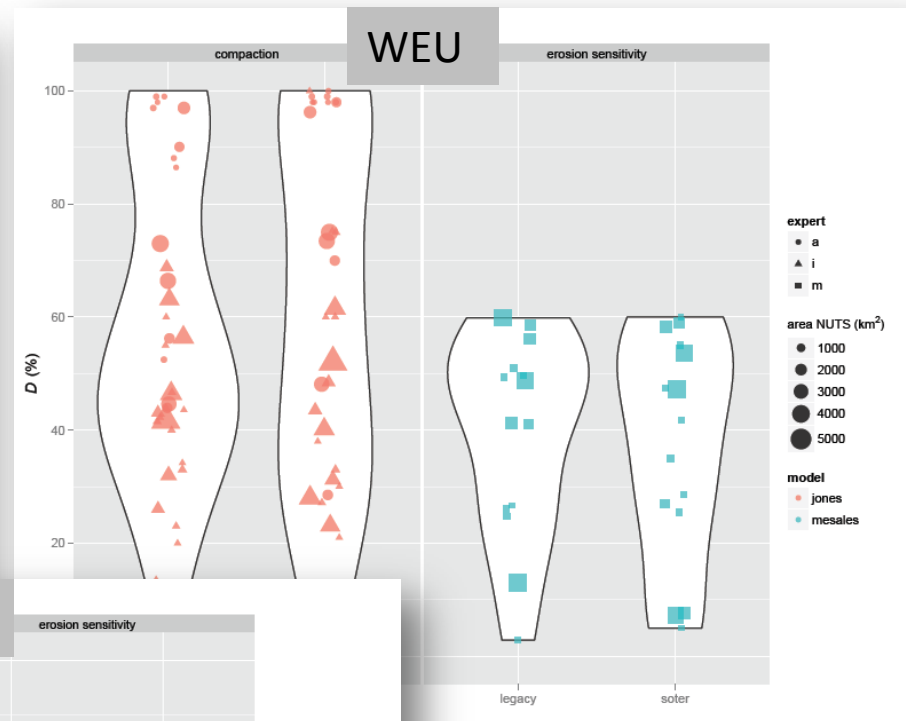 WEU
compaction
erosion sensitivity
100
80
60
40
20
D (%)
expert
a
i
m
area NUTS (km²)
1000
2000
3000
4000
5000
model
jones
mesales
legacy
soter
erosion sensitivity